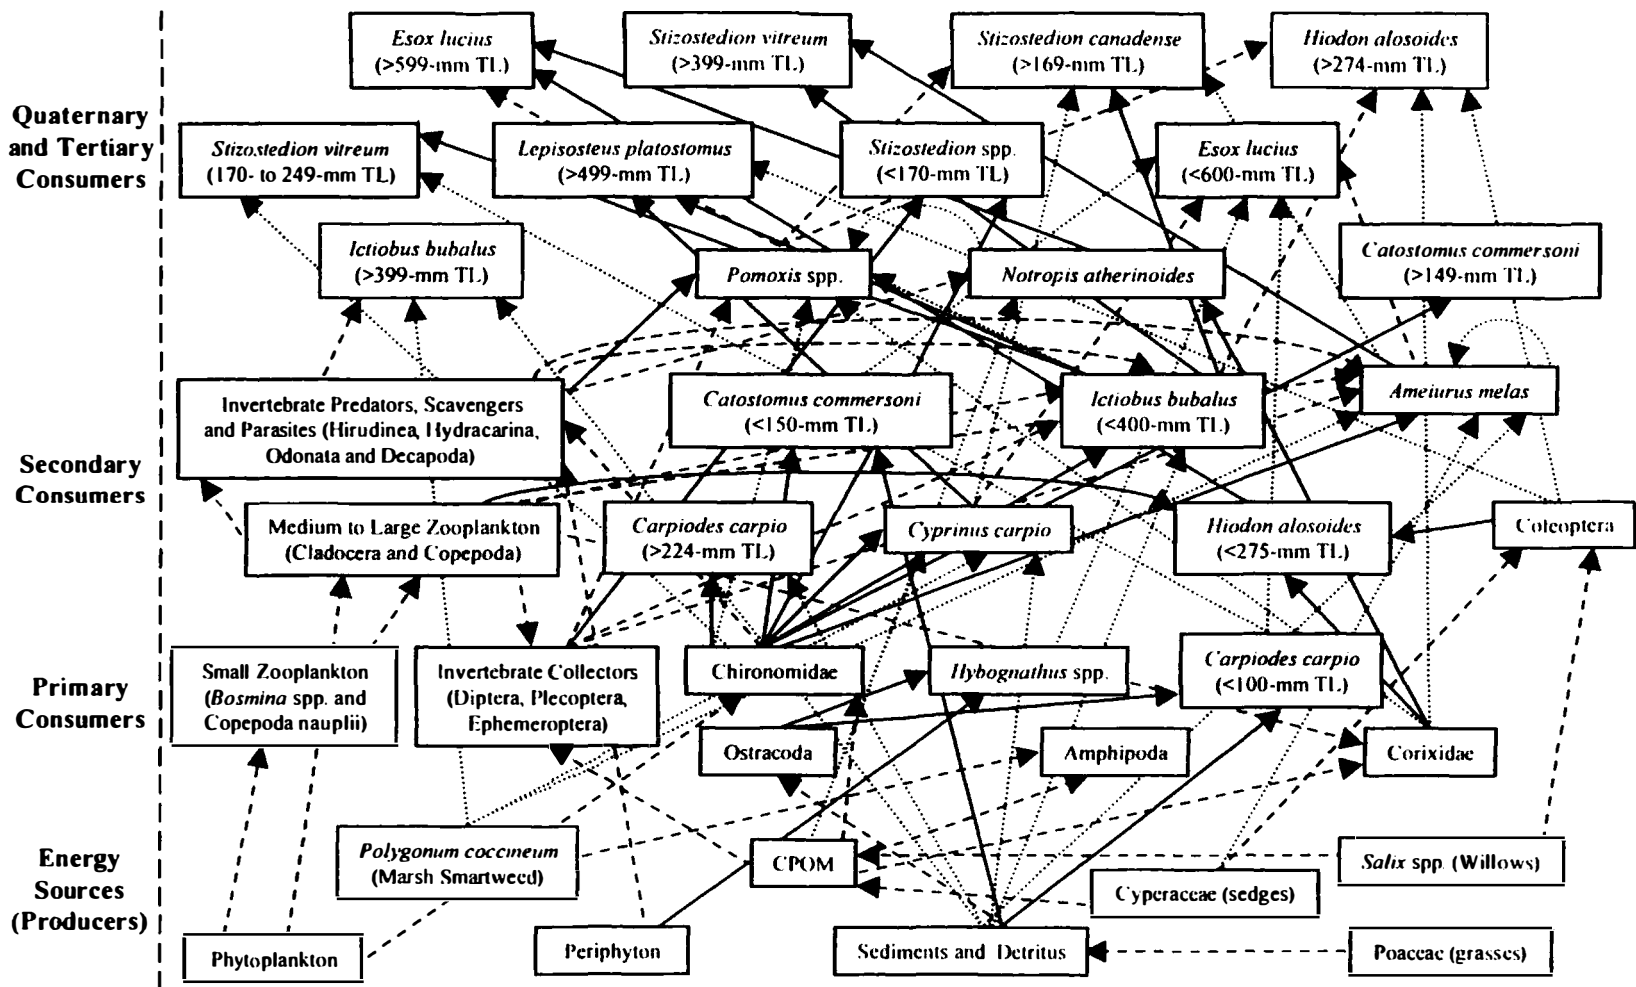 Quaternary
and Tertiary
Consumers
Esox lucius
(>599-mm TL)
Stizostedion vitreum
(>399-mm TL)
Stizostedion canadense
(>169-mm TL)
Hiodon alosoides
(>274-mm TL)
Stizostedion vitreum
(170- to 249-mm TL)
Lepisosteus platostomus
(>499-mm TL)
Stizostedion spp.
(<170-mm TL)
Esox lucius
(<600-mm TL)
Ictiobus bubalus
(>399-mm TL)
Pomoxis spp.
Notropis atherinoides
Catostomus commersoni
(>149-mm TL)
Secondary
Consumers
Invertebrate Predators, Scavengers
and Parasites (Hirudinea, Hydracarina,
Odonata and Decapoda)
Catostomus commersoni
(<150-mm TL)
Ictiobus bubalus
(<400-mm TL)
Ameiurus melas
Medium to Large Zooplankton
(Cladocera and Copepoda)
Carpiodes carpio
(>224-mm TL)
Cyprinus carpio
Hiodon alosoides
(<275-mm TL)
Coleoptera
Primary
Consumers
Small Zooplankton
(Bosmina spp. and
Copepoda nauplii)
Invertebrate Collectors
(Diptera, Plecoptera,
Ephemeroptera)
Chironomidae
Hybognathus spp.
Carpiodes carpio
(<100-mm TL)
Ostracoda
Amphipoda
Corixidae
Energy
Sources
(Producers)
Polygonum coccineum
(Marsh Smartweed)
CPOM
Salix spp. (Willows)
Cyperaceae (sedges)
Phytoplankton
Periphyton
Sediments and Detritus
Poaceae (grasses)